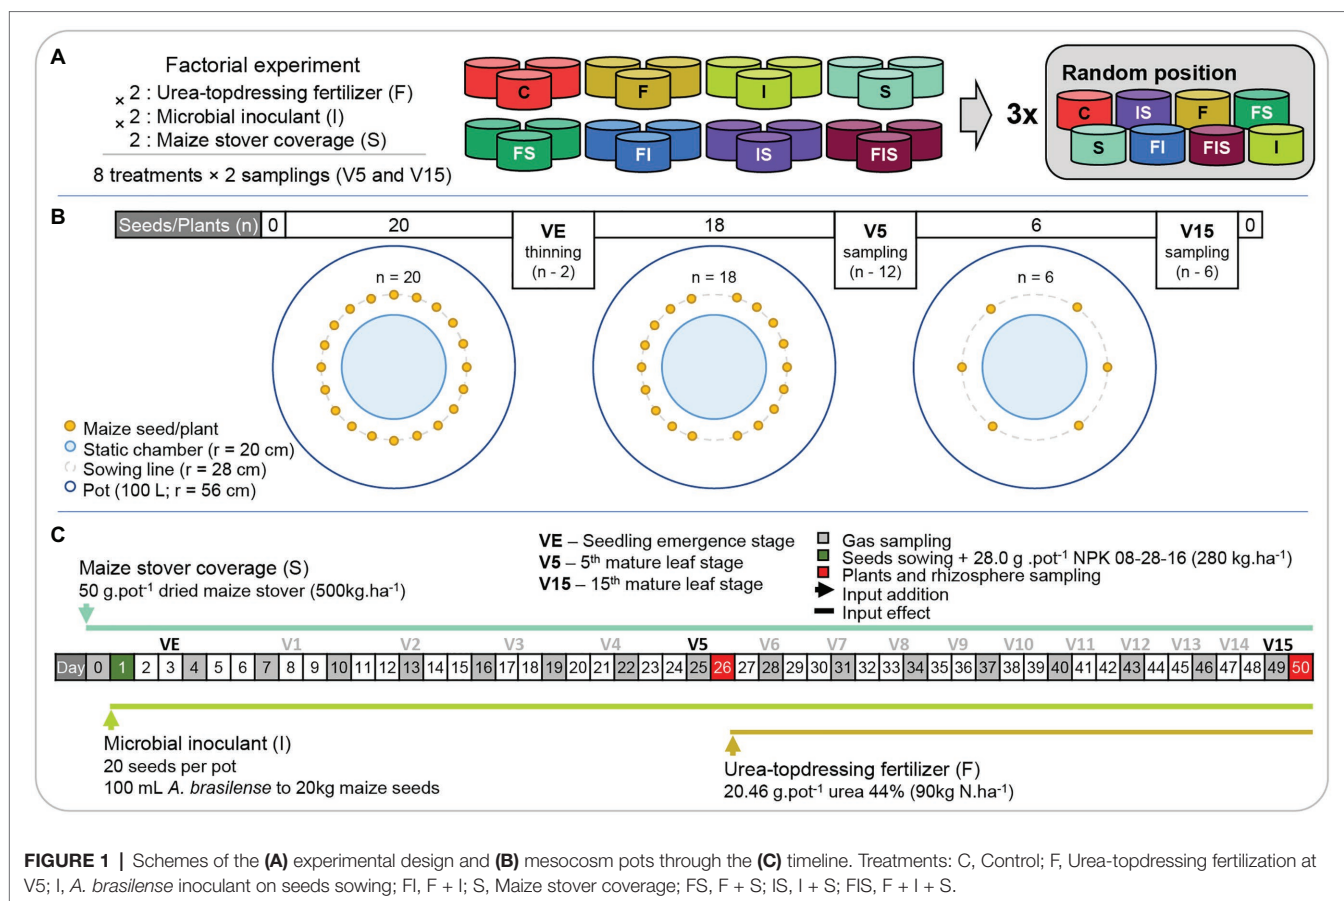 A
Factorial experiment
× 2 : Urea-topdressing fertilizer (F)
× 2 : Microbial inoculant (I)
2 : Maize stover coverage (S)
8 treatments × 2 samplings (V5 and V15)
C
F
I
S
FS
FI
IS
FIS
3x
Random position
C
IS
F
FS
S
FI
FIS
I
B
Seeds/Plants (n)
0
20
VE
thinning
(n - 2)
18
V5
sampling
(n - 12)
6
V15
sampling
(n - 6)
0
n = 20
n = 18
n = 6
Maize seed/plant
Static chamber (r = 20 cm)
Sowing line (r = 28 cm)
Pot (100 L; r = 56 cm)
C
Maize stover coverage (S)
50 g.pot⁻¹ dried maize stover (500kg.ha⁻¹)
VE – Seedling emergence stage
V5 – 5th mature leaf stage
V15 – 15th mature leaf stage
Gas sampling
Seeds sowing + 28.0 g .pot⁻¹ NPK 08-28-16 (280 kg.ha⁻¹)
Plants and rhizosphere sampling
Input addition
Input effect
VE V1 V2 V3 V4 V5 V6 V7 V8 V9 V10 V11 V12 V13 V14 V15
Day 0 1 2 3 4 5 6 7 8 9 10 11 12 13 14 15 16 17 18 19 20 21 22 23 24 25 26 27 28 29 30 31 32 33 34 35 36 37 38 39 40 41 42 43 44 45 46 47 48 49 50
Microbial inoculant (I)
20 seeds per pot
100 mL A. brasilense to 20kg maize seeds
Urea-topdressing fertilizer (F)
20.46 g.pot⁻¹ urea 44% (90kg N.ha⁻¹)
FIGURE 1 | Schemes of the (A) experimental design and (B) mesocosm pots through the (C) timeline. Treatments: C, Control; F, Urea-topdressing fertilization at
V5; I, A. brasilense inoculant on seeds sowing; FI, F + I; S, Maize stover coverage; FS, F + S; IS, I + S; FIS, F + I + S.